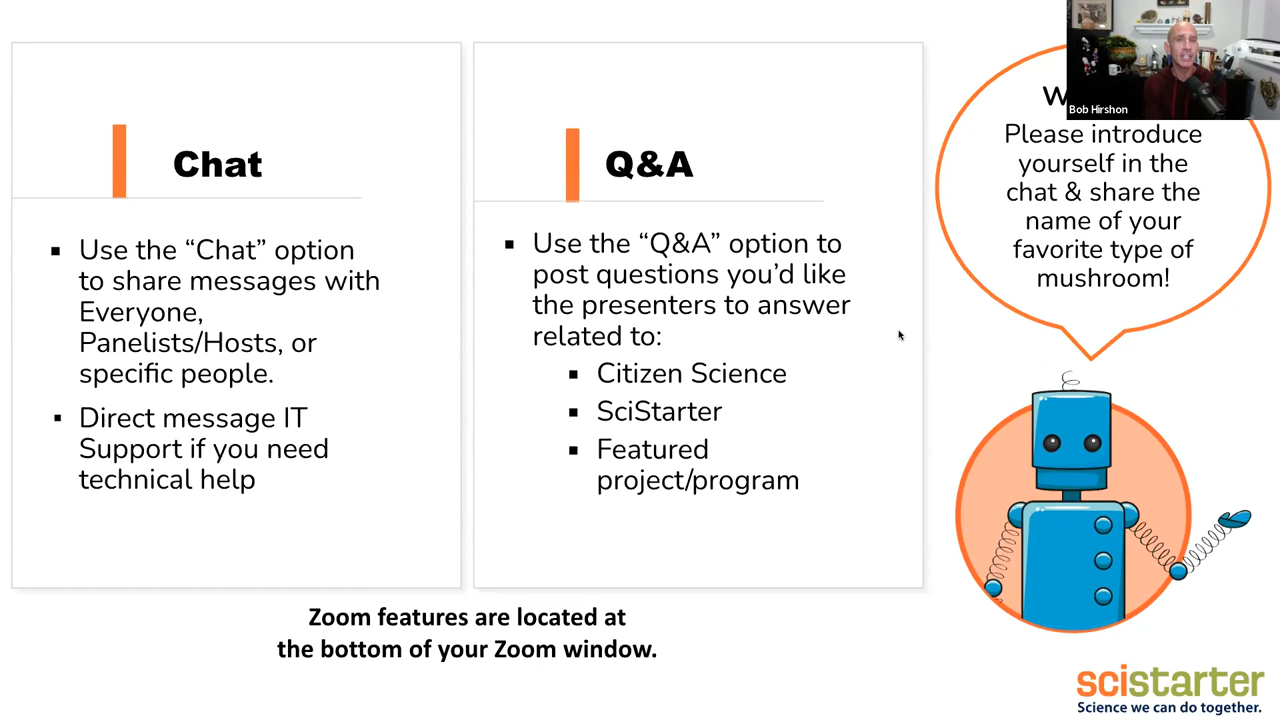 Chat
Use the “Chat” option
to share messages with
Everyone,
Panelists/Hosts, or
specific people.
Direct message IT
Support if you need
technical help
Q&A
Use the “Q&A” option to
post questions you’d like
the presenters to answer
related to:
Citizen Science
SciStarter
Featured
project/program
Zoom features are located at
the bottom of your Zoom window.
Bob Hirshon
Please introduce
yourself in the
chat & share the
name of your
favorite type of
mushroom!
scistarter
Science we can do together.